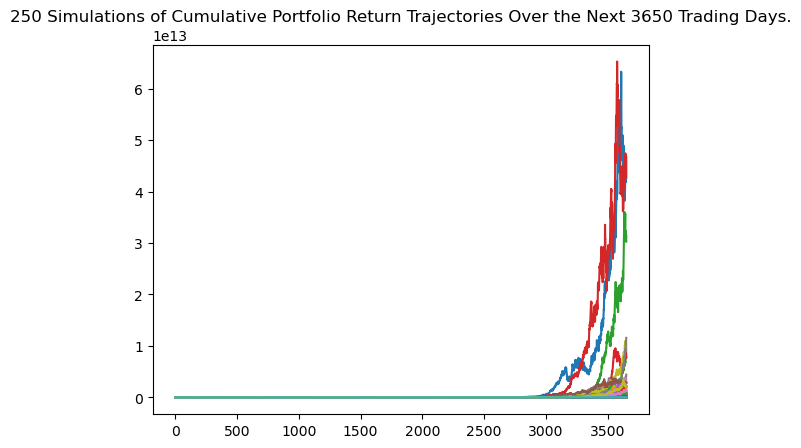 250 Simulations of Cumulative Portfolio Return Trajectories Over the Next 3650 Trading Days.
1e13
6
5
4
3
2
1
0
0 500 1000 1500 2000 2500 3000 3500